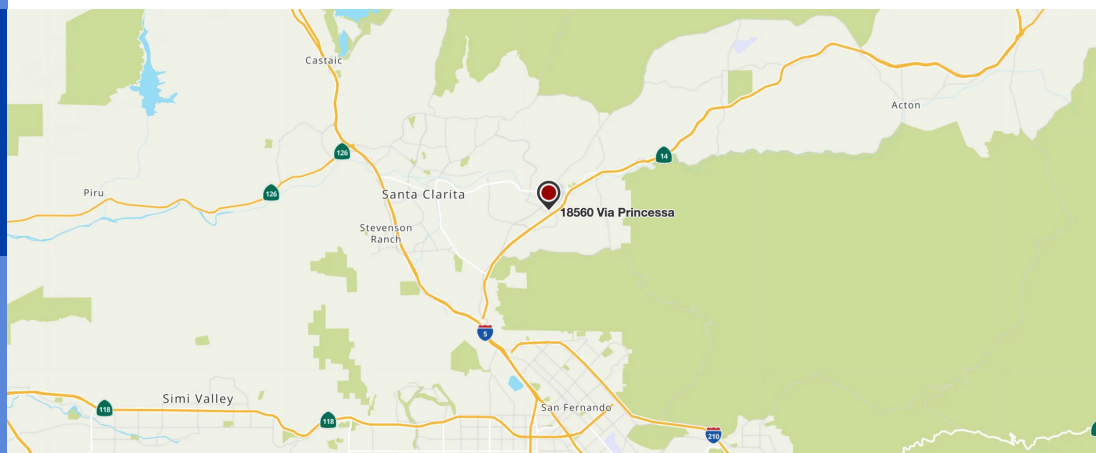 Castaic
Acton
126
14
126
Piru
Santa Clarita
18560 Via Princessa
Stevenson
Ranch
5
Simi Valley
118
118
San Fernando
210